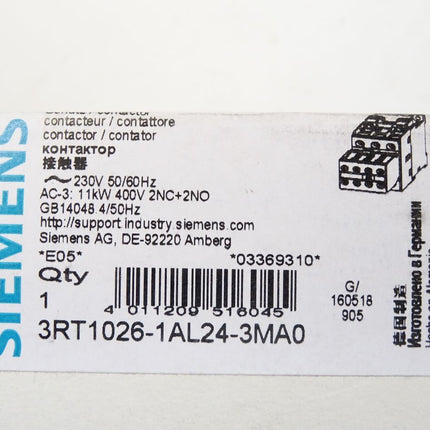 SIEMENS
Schütz / contactor
contacteur / contattore
contactor / contator
контактор
接触器
~ 230V 50/60Hz
AC-3: 11kW 400V 2NC+2NO
GB14048.4/50Hz
http://support.industry.siemens.com
Siemens AG, DE-92220 Amberg
*E05* *03369310*
Qty
1
4 011209 516045
G/
160518
905
3RT1026-1AL24-3MA0
德国制造
Изготовлено в Германии